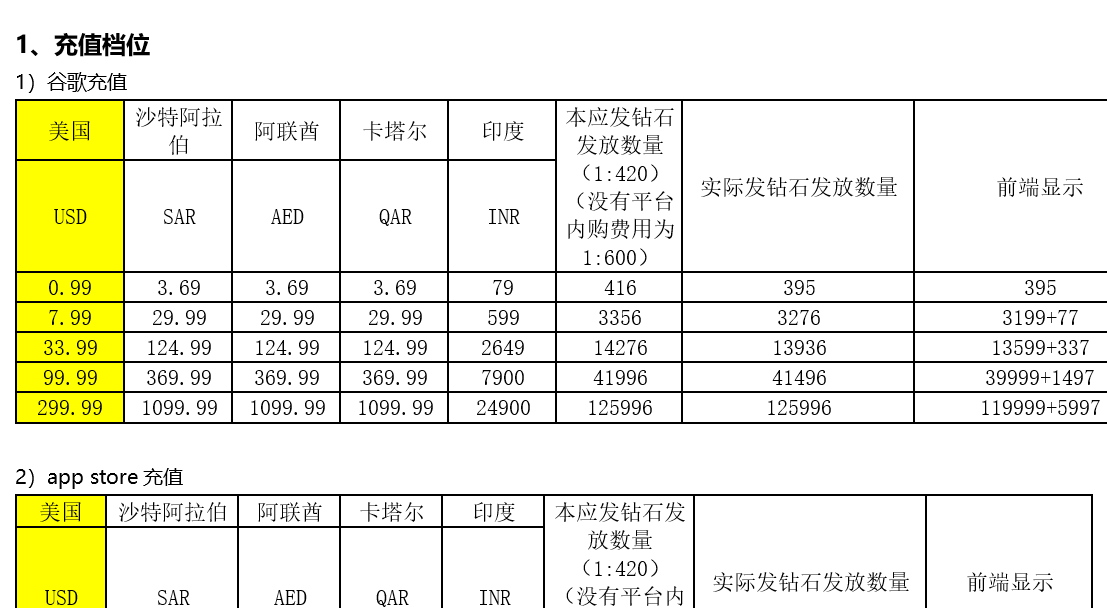 1、充值档位
1）谷歌充值
美国 沙特阿拉伯 阿联酋 卡塔尔 印度 本应发钻石发放数量（1:420）（没有平台内购费用为1:600） 实际发钻石发放数量 前端显示
USD SAR AED QAR INR
0.99 3.69 3.69 3.69 79 416 395 395
7.99 29.99 29.99 29.99 599 3356 3276 3199+77
33.99 124.99 124.99 124.99 2649 14276 13936 13599+337
99.99 369.99 369.99 369.99 7900 41996 41496 39999+1497
299.99 1099.99 1099.99 1099.99 24900 125996 125996 119999+5997
2）app store 充值
美国 沙特阿拉伯 阿联酋 卡塔尔 印度 本应发钻石发放数量（1:420）（没有平台内 实际发钻石发放数量 前端显示
USD SAR AED QAR INR